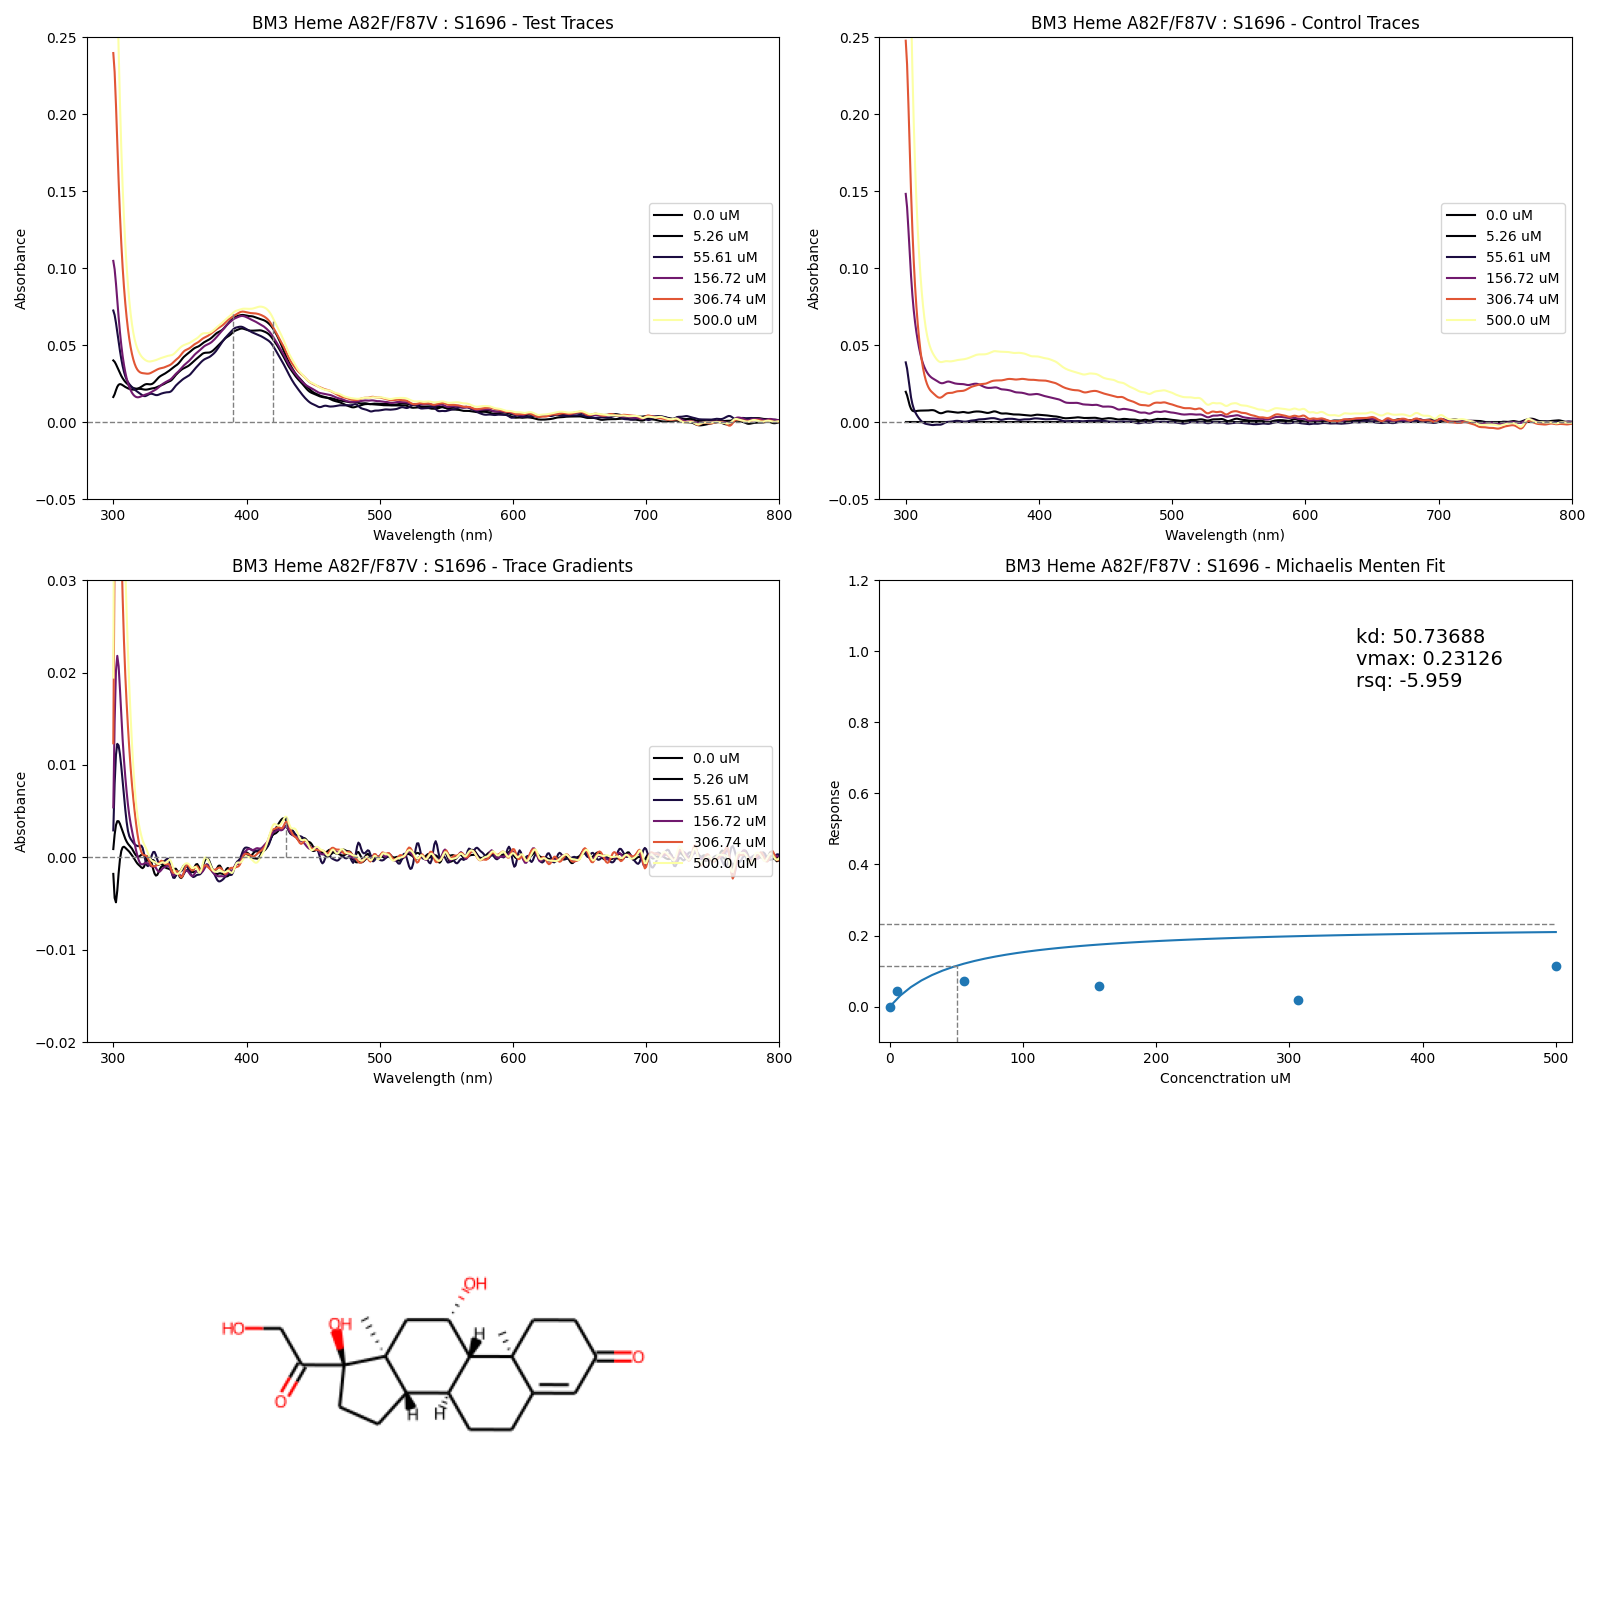 BM3 Heme A82F/F87V : S1696 - Test Traces
0.25
0.20
0.15
0.10
0.05
0.00
−0.05
Absorbance
300 400 500 600 700 800
Wavelength (nm)
0.0 uM
5.26 uM
55.61 uM
156.72 uM
306.74 uM
500.0 uM
BM3 Heme A82F/F87V : S1696 - Control Traces
0.25
0.20
0.15
0.10
0.05
0.00
−0.05
Absorbance
300 400 500 600 700 800
Wavelength (nm)
0.0 uM
5.26 uM
55.61 uM
156.72 uM
306.74 uM
500.0 uM
BM3 Heme A82F/F87V : S1696 - Trace Gradients
0.03
0.02
0.01
0.00
−0.01
−0.02
Absorbance
300 400 500 600 700 800
Wavelength (nm)
0.0 uM
5.26 uM
55.61 uM
156.72 uM
306.74 uM
500.0 uM
BM3 Heme A82F/F87V : S1696 - Michaelis Menten Fit
1.2
1.0
0.8
0.6
0.4
0.2
0.0
Response
0 100 200 300 400 500
Concenctration uM
kd: 50.73688
vmax: 0.23126
rsq: -5.959
OH
HO
OH
H
O
O
H
H